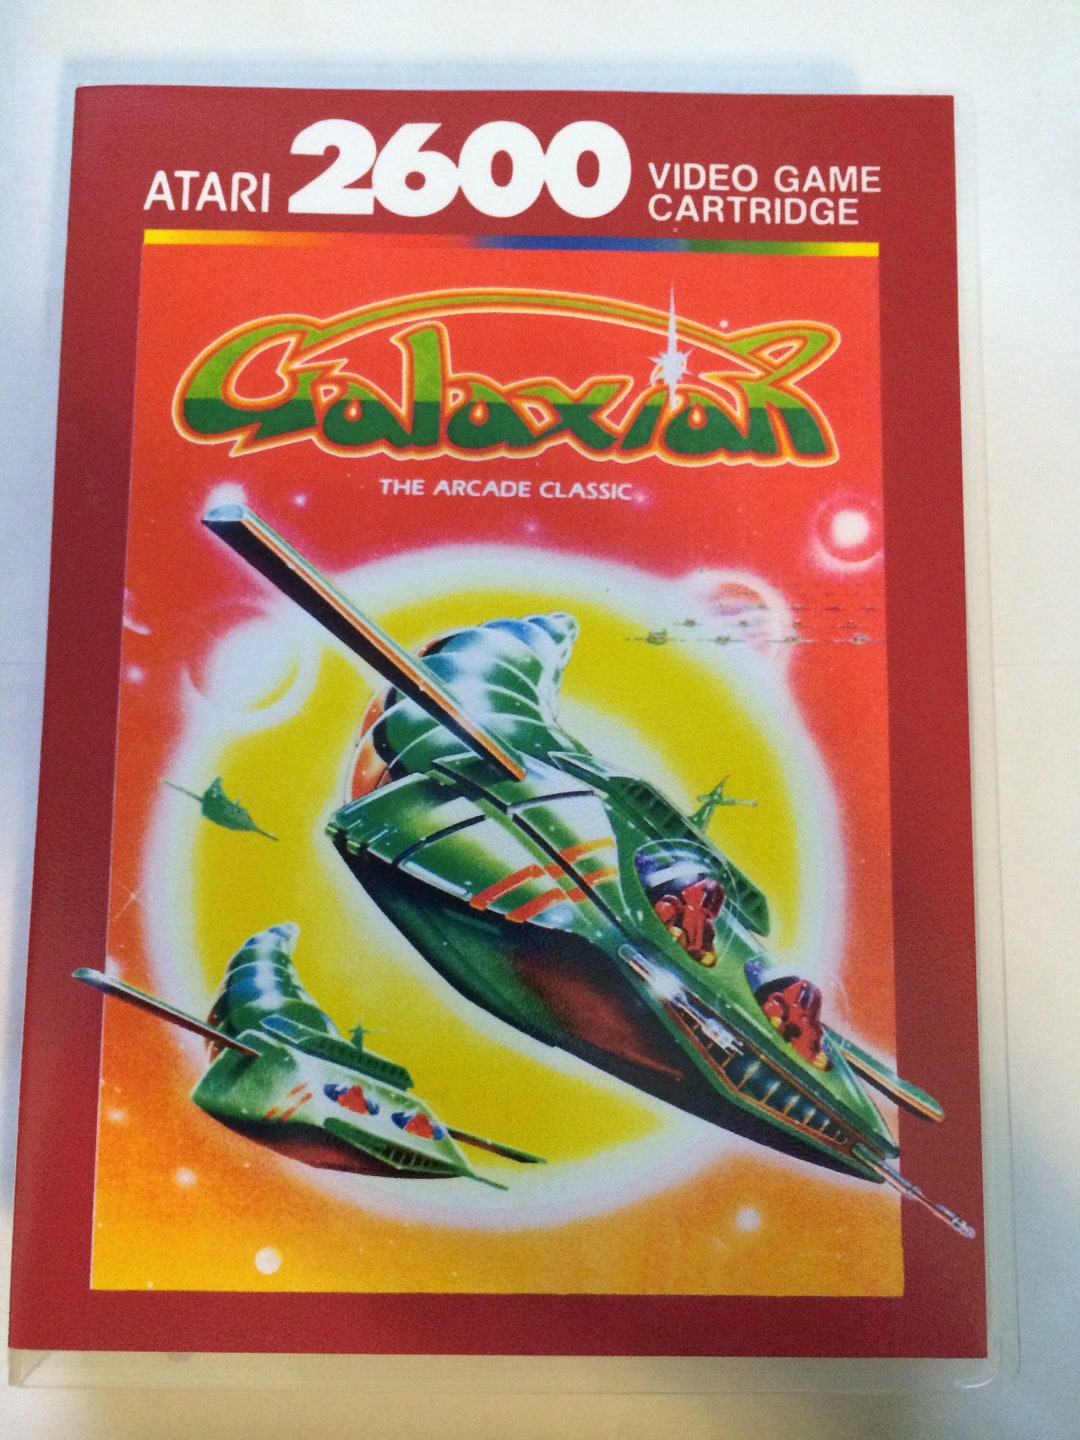 ATARI 2600 VIDEO GAME
CARTRIDGE
Galaxian
THE ARCADE CLASSIC